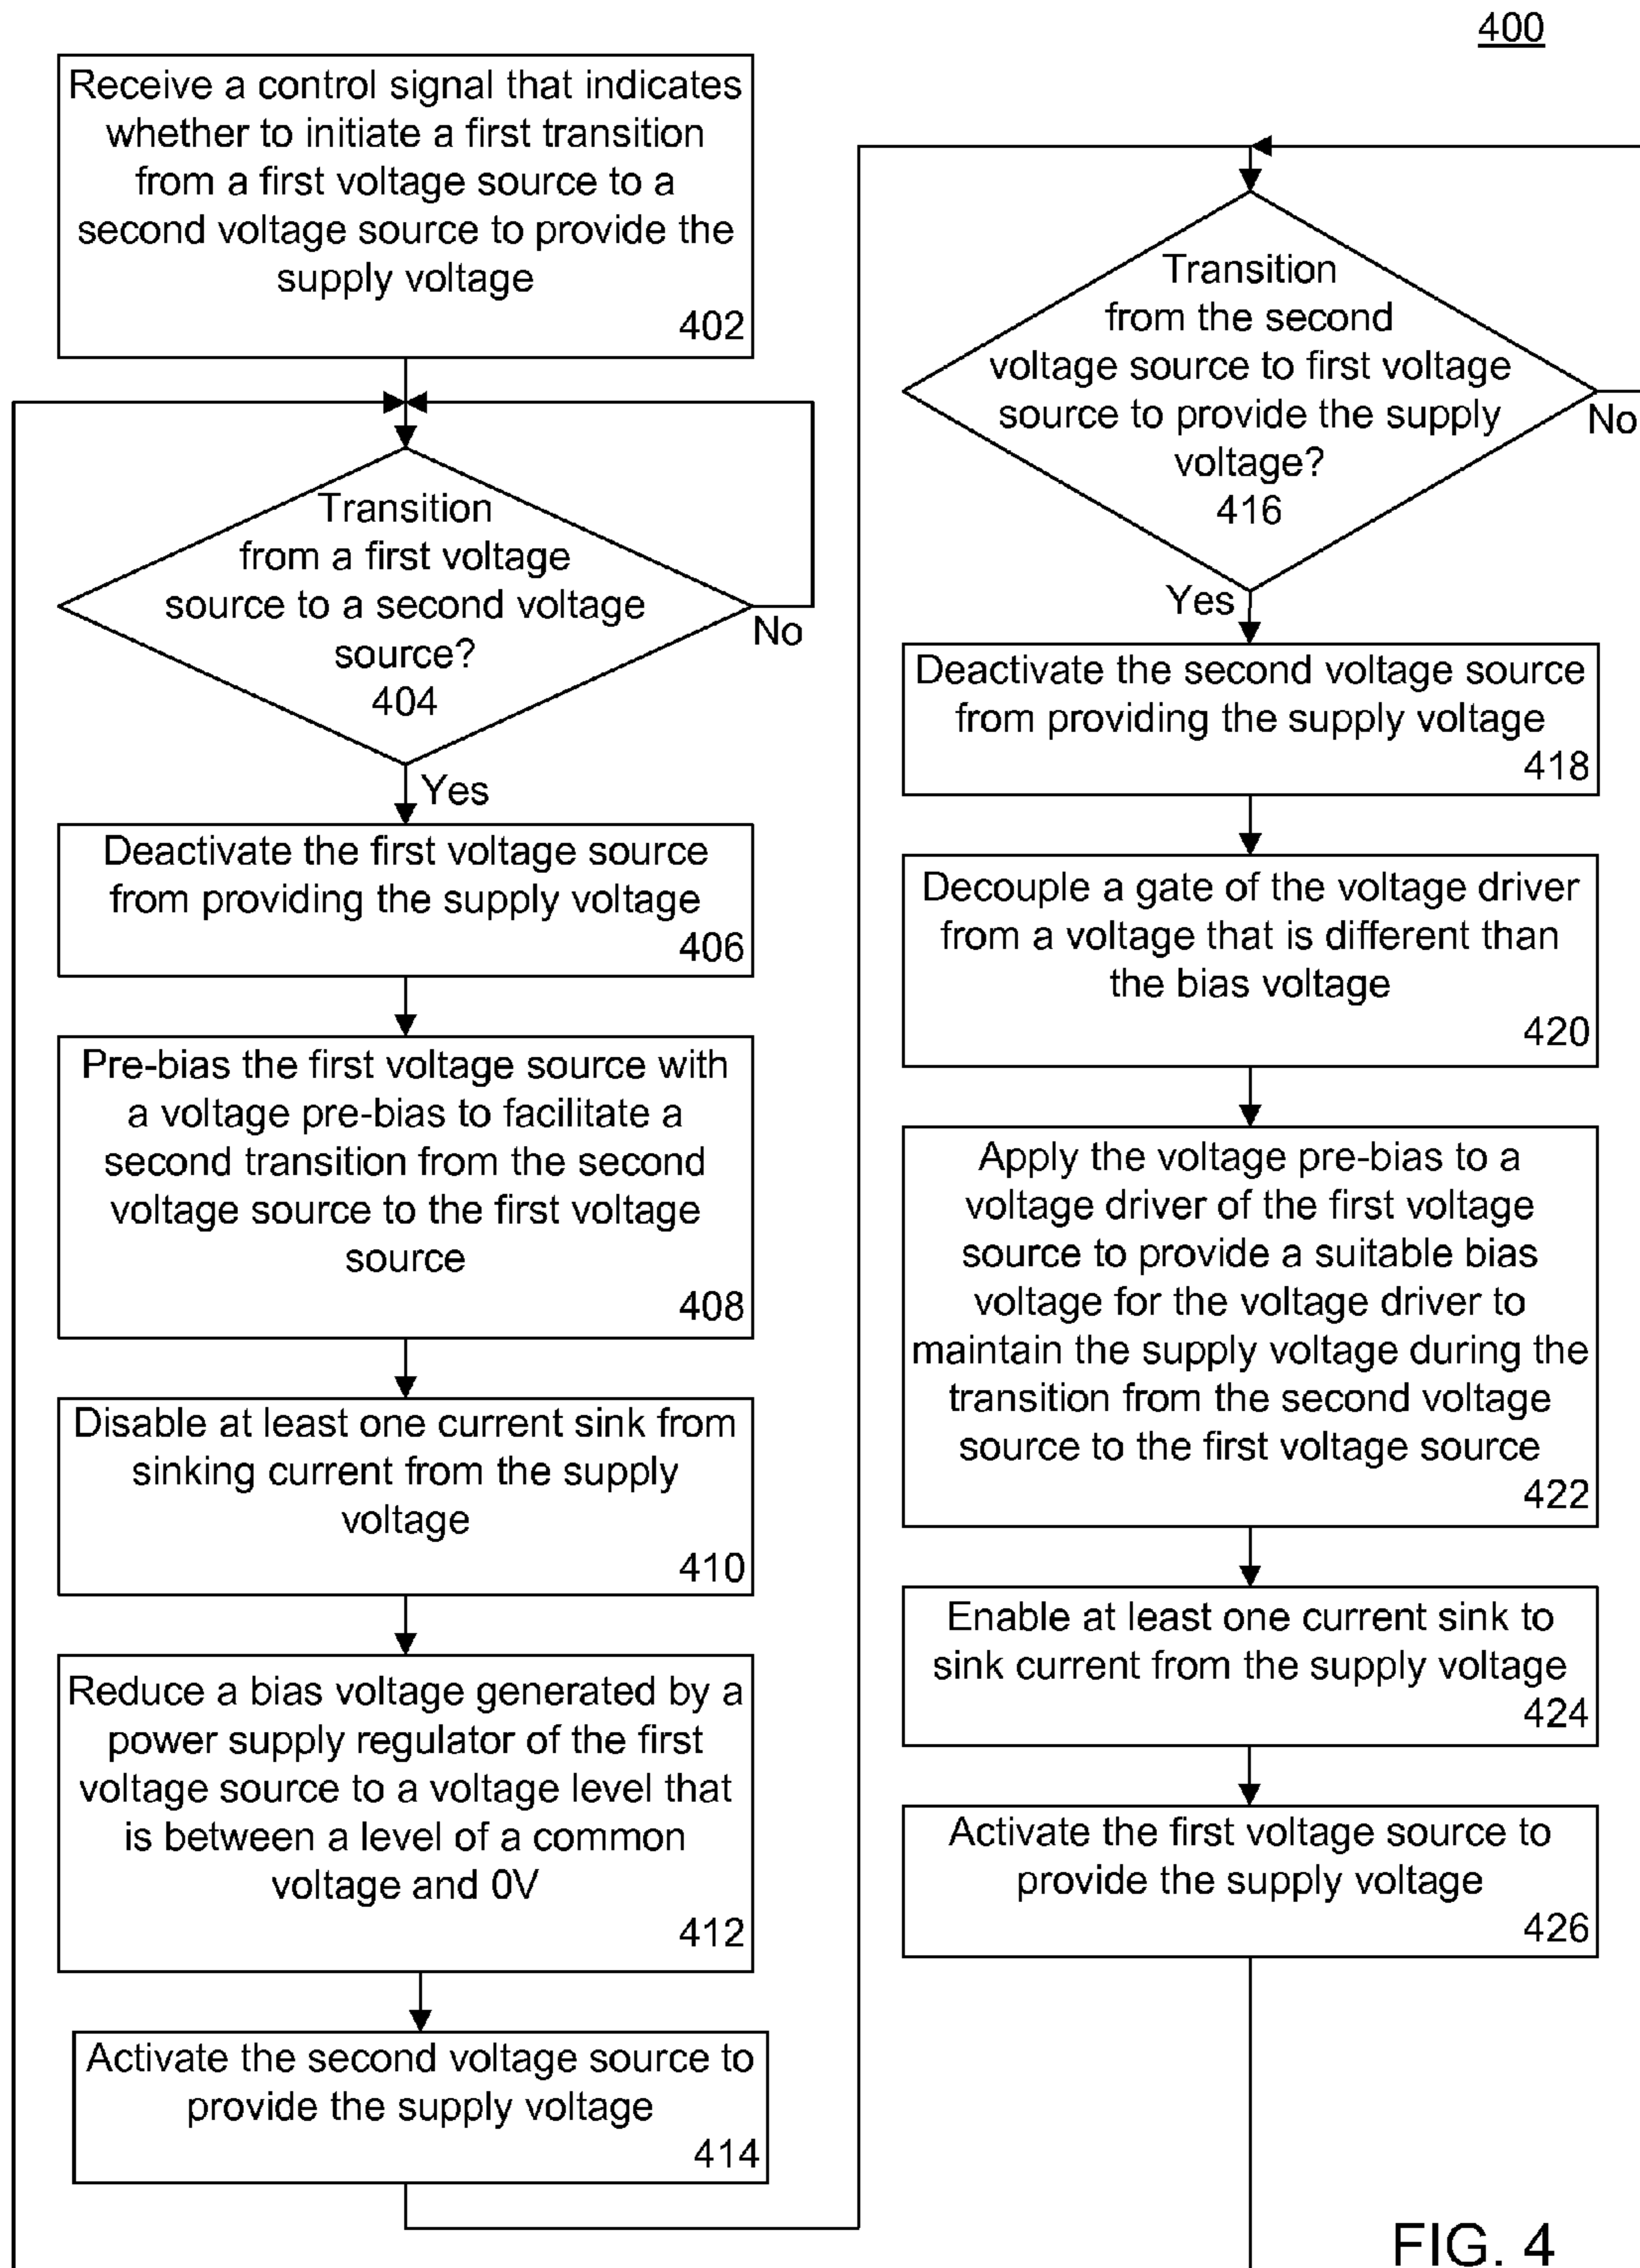 400
Receive a control signal that indicates
whether to initiate a first transition
from a first voltage source to a
second voltage source to provide the
supply voltage
402
Transition
from a first voltage
source to a second voltage
source?
404
No
Yes
Deactivate the first voltage source
from providing the supply voltage
406
Pre-bias the first voltage source with
a voltage pre-bias to facilitate a
second transition from the second
voltage source to the first voltage
source
408
Disable at least one current sink from
sinking current from the supply
voltage
410
Reduce a bias voltage generated by a
power supply regulator of the first
voltage source to a voltage level that
is between a level of a common
voltage and 0V
412
Activate the second voltage source to
provide the supply voltage
414
Transition
from the second
voltage source to first voltage
source to provide the supply
voltage?
416
No
Yes
Deactivate the second voltage source
from providing the supply voltage
418
Decouple a gate of the voltage driver
from a voltage that is different than
the bias voltage
420
Apply the voltage pre-bias to a
voltage driver of the first voltage
source to provide a suitable bias
voltage for the voltage driver to
maintain the supply voltage during the
transition from the second voltage
source to the first voltage source
422
Enable at least one current sink to
sink current from the supply voltage
424
Activate the first voltage source to
provide the supply voltage
426
FIG. 4